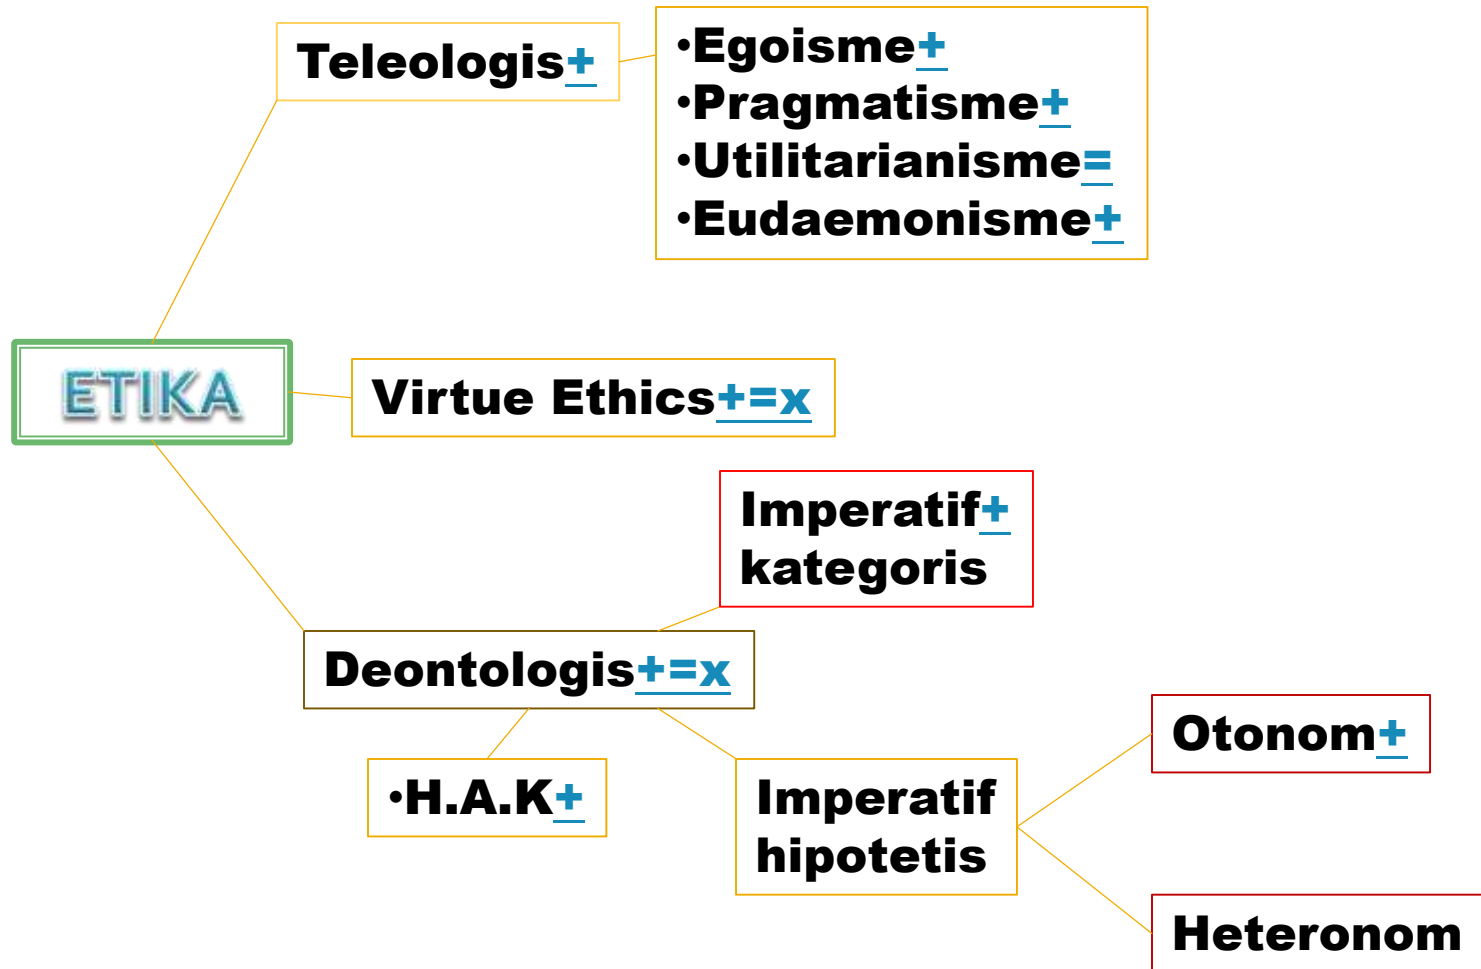 Teleologis+
•Egoisme+
•Pragmatisme+
•Utilitarianisme=
•Eudaemonisme+
ETIKA
Virtue Ethics+=x
Imperatif+
kategoris
Deontologis+=x
•H.A.K+
Imperatif
hipotetis
Otonom+
Heteronom